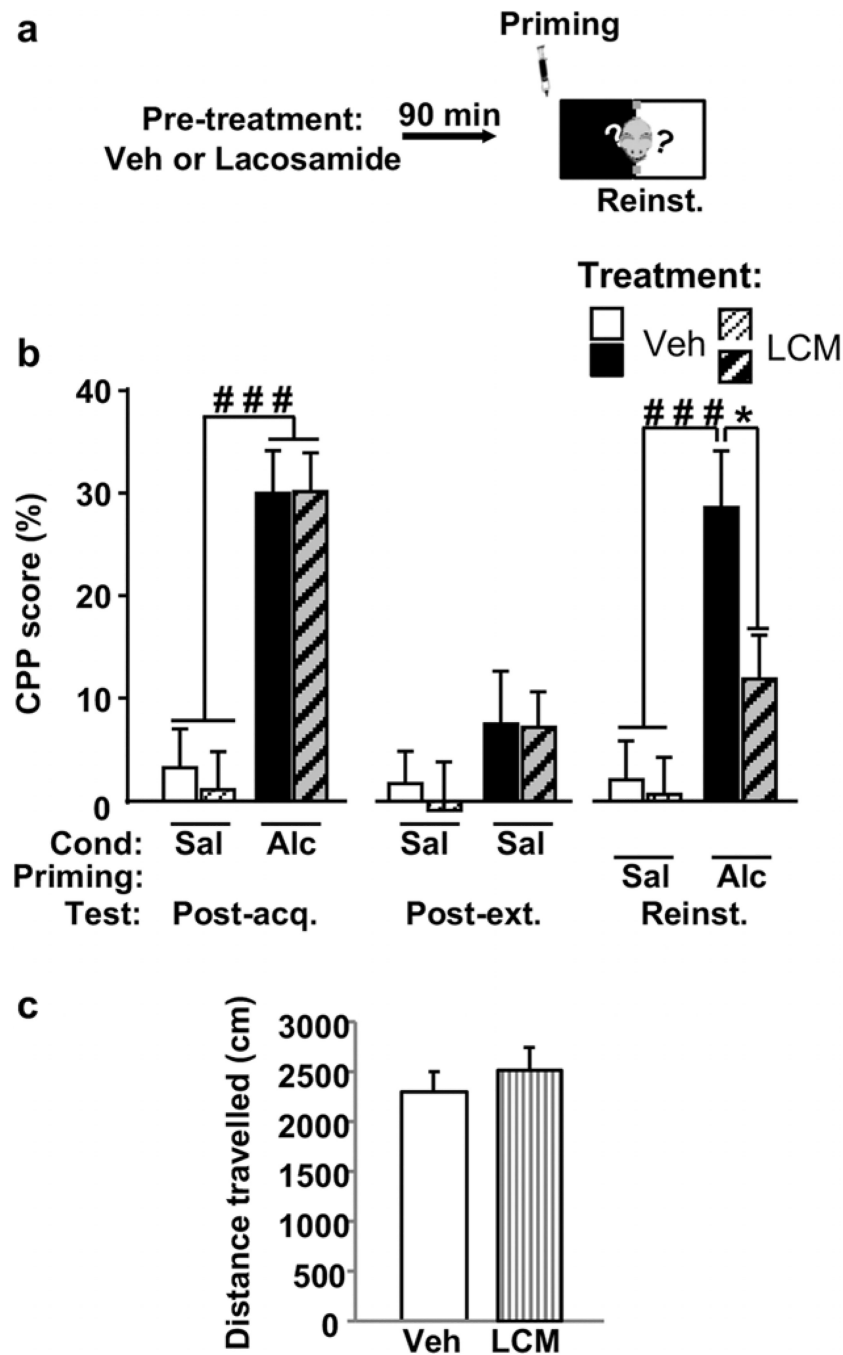 a
Priming
Pre-treatment:
Veh or Lacosamide
90 min
? ?
Reinst.
Treatment:
Veh
LCM
b
# # #
# # # *
CPP score (%)
40
30
20
10
0
Cond: Sal Alc Sal Sal
Priming: Sal Alc
Test: Post-acq. Post-ext. Reinst.
c
Distance travelled (cm)
3000
2500
2000
1500
1000
500
0
Veh LCM